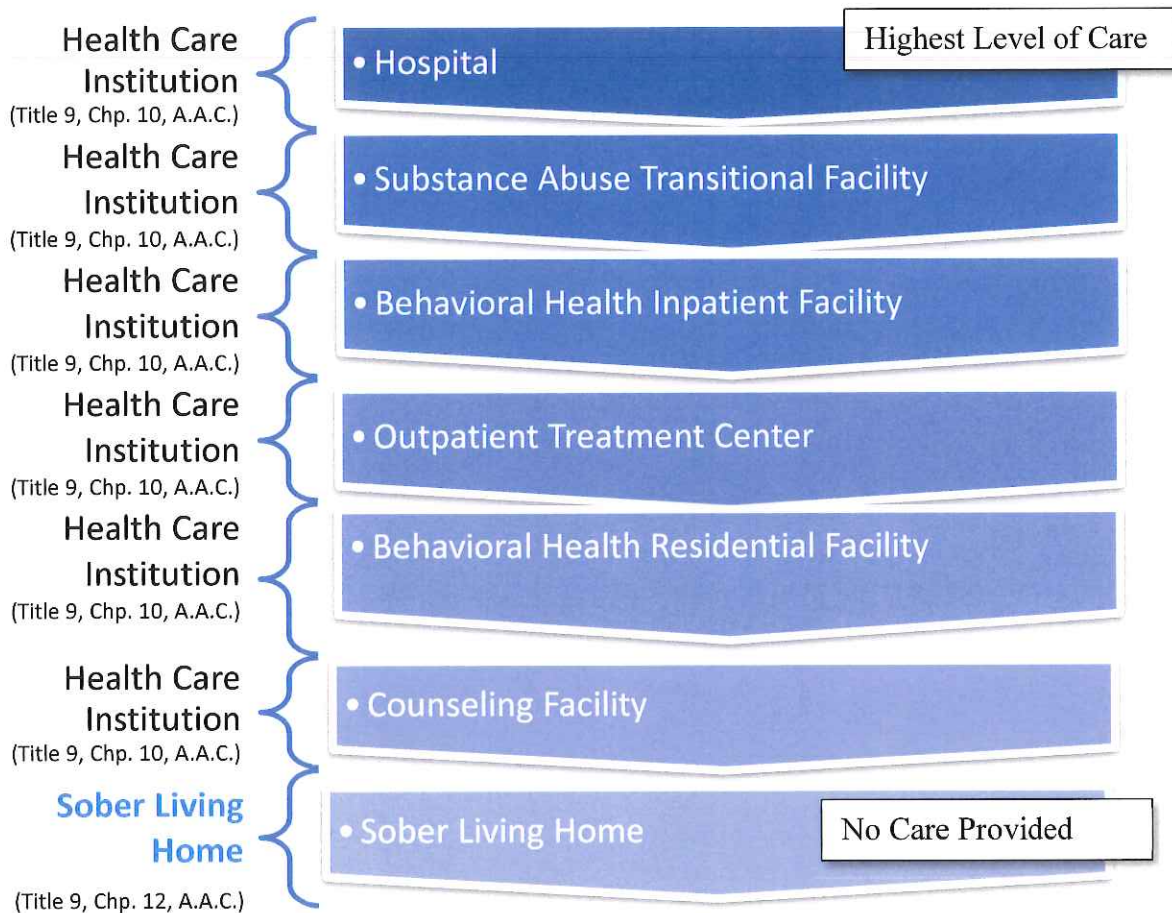 Health Care
Institution
(Title 9, Chp. 10, A.A.C.)
• Hospital
Highest Level of Care
Health Care
Institution
(Title 9, Chp. 10, A.A.C.)
• Substance Abuse Transitional Facility
Health Care
Institution
(Title 9, Chp. 10, A.A.C.)
• Behavioral Health Inpatient Facility
Health Care
Institution
(Title 9, Chp. 10, A.A.C.)
• Outpatient Treatment Center
Health Care
Institution
(Title 9, Chp. 10, A.A.C.)
• Behavioral Health Residential Facility
Health Care
Institution
(Title 9, Chp. 10, A.A.C.)
• Counseling Facility
Sober Living
Home
(Title 9, Chp. 12, A.A.C.)
• Sober Living Home
No Care Provided